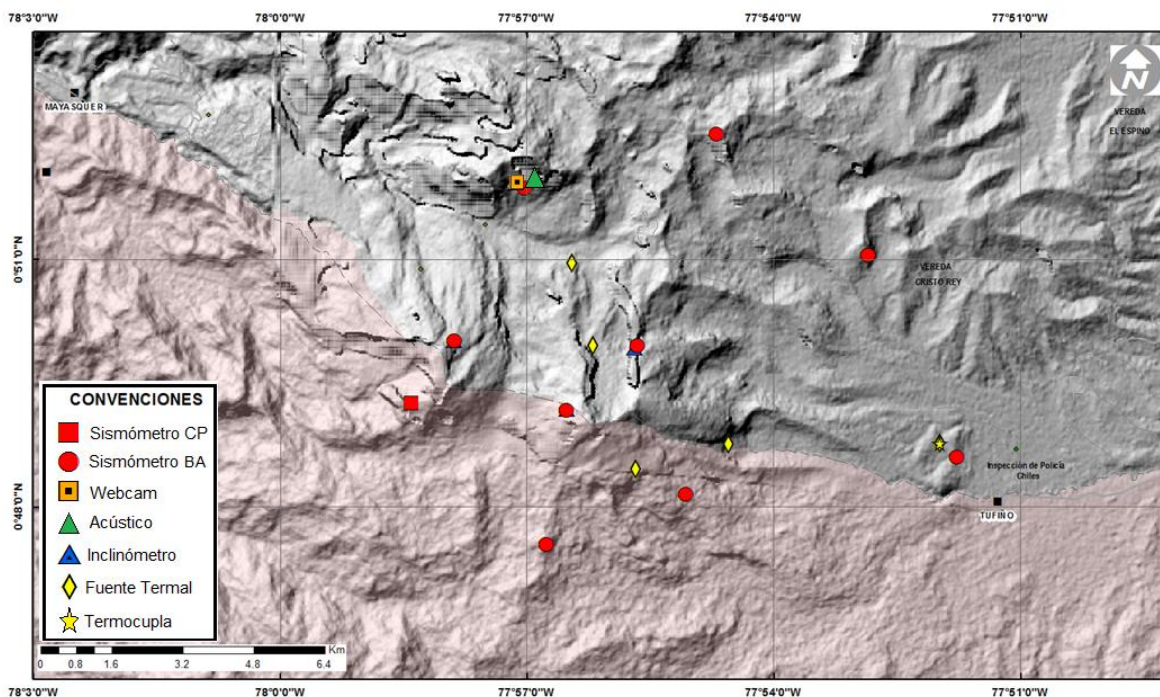 78°3'0"W 78°0'0"W 77°57'0"W 77°54'0"W 77°51'0"W
N
MAYASQUER
VEREDA
EL ESPINO
0°51'0"N
VEREDA
CRISTO REY
CONVENCIONES
Sismómetro CP
Sismómetro BA
Webcam
Acústico
Inclinómetro
Fuente Termal
Termocupla
Inspección de Policía
Chiles
0°48'0"N
TUFIÑO
Km
0 0.8 1.6 3.2 4.8 6.4
78°3'0"W 78°0'0"W 77°57'0"W 77°54'0"W 77°51'0"W